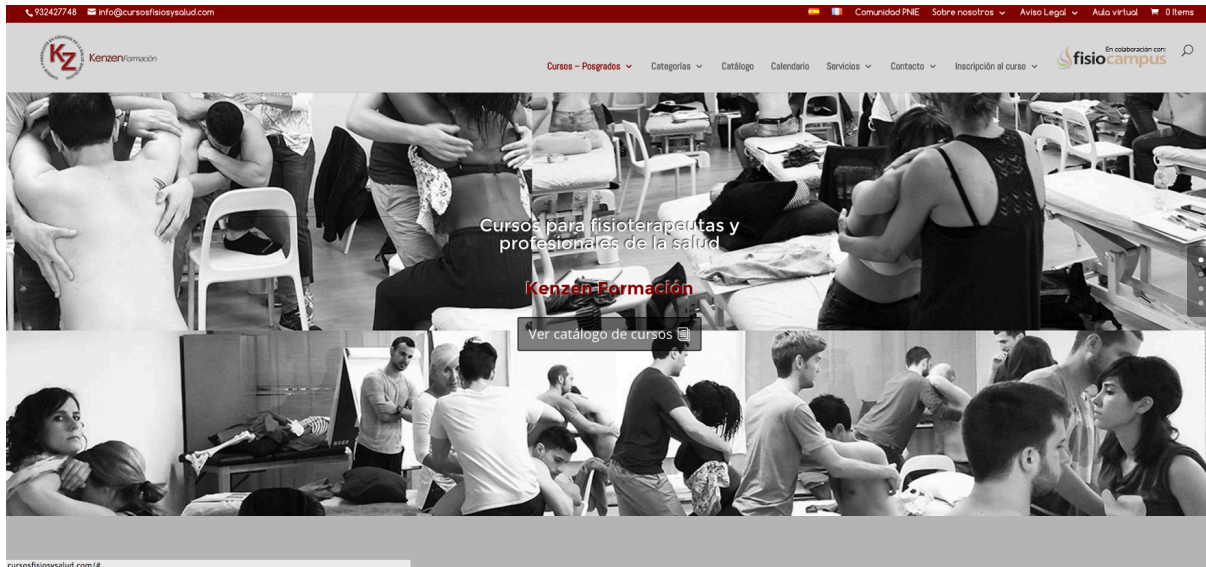 932427748
info@cursosfisiosysalud.com
Comunidad PNIE
Sobre nosotros
Aviso Legal
Aula virtual
0 Items
KZ
KenzenFormación
Cursos – Posgrados
Categorías
Catálogo
Calendario
Servicios
Contacto
Inscripción al curso
En colaboración con:
fisiocampus
Cursos para fisioterapeutas y
profesionales de la salud
Kenzen Formación
Ver catálogo de cursos
cursosfisiosysalud.com/#